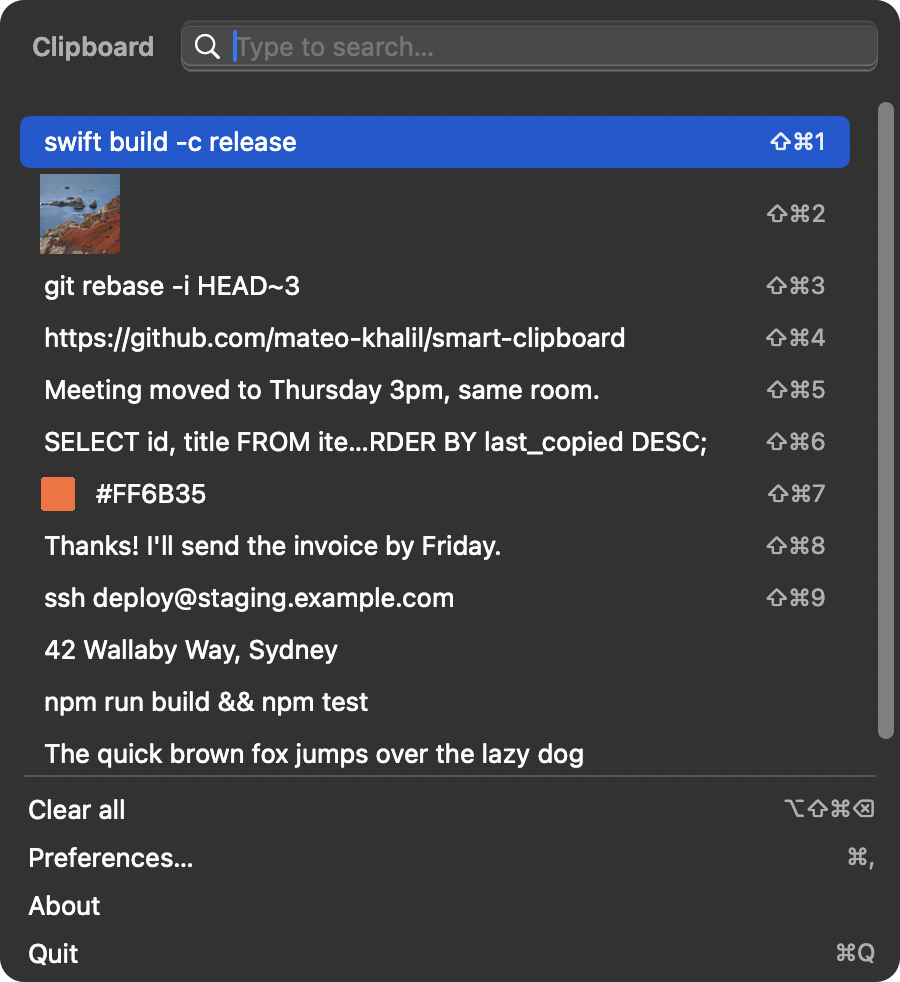 Clipboard Type to search...
swift build -c release ⇧⌘1
⇧⌘2
git rebase -i HEAD~3 ⇧⌘3
https://github.com/mateo-khalil/smart-clipboard ⇧⌘4
Meeting moved to Thursday 3pm, same room. ⇧⌘5
SELECT id, title FROM ite...RDER BY last_copied DESC; ⇧⌘6
#FF6B35 ⇧⌘7
Thanks! I'll send the invoice by Friday. ⇧⌘8
ssh deploy@staging.example.com ⇧⌘9
42 Wallaby Way, Sydney
npm run build && npm test
The quick brown fox jumps over the lazy dog
Clear all ⌥⇧⌘⌫
Preferences... ⌘,
About
Quit ⌘Q